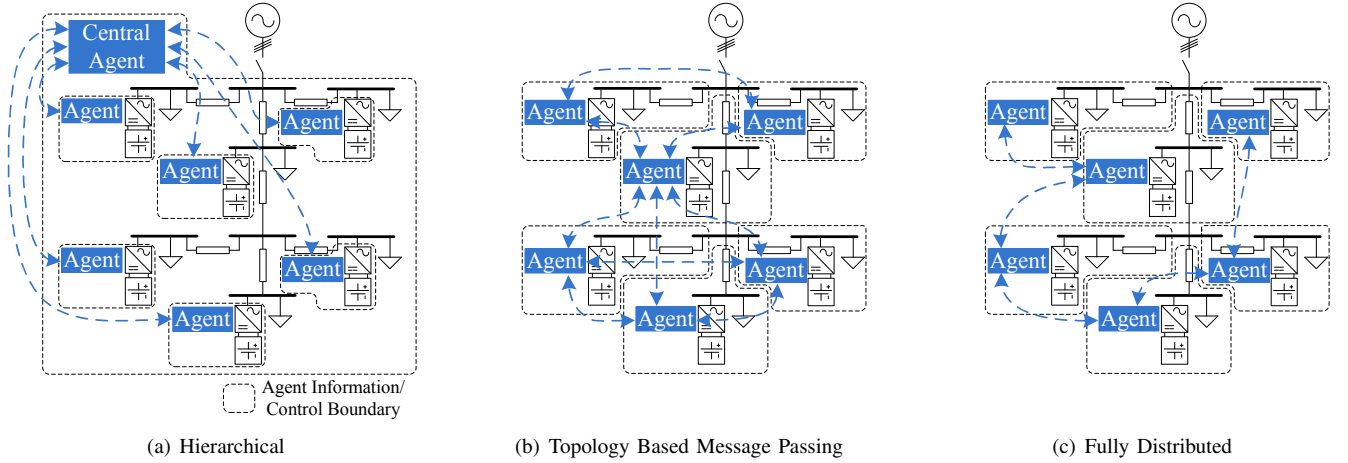 Central
Agent
Agent
Agent
Agent
Agent
Agent
Agent
Agent Information/
Control Boundary
(a) Hierarchical
Agent
Agent
Agent
Agent
Agent
Agent
(b) Topology Based Message Passing
Agent
Agent
Agent
Agent
Agent
Agent
(c) Fully Distributed